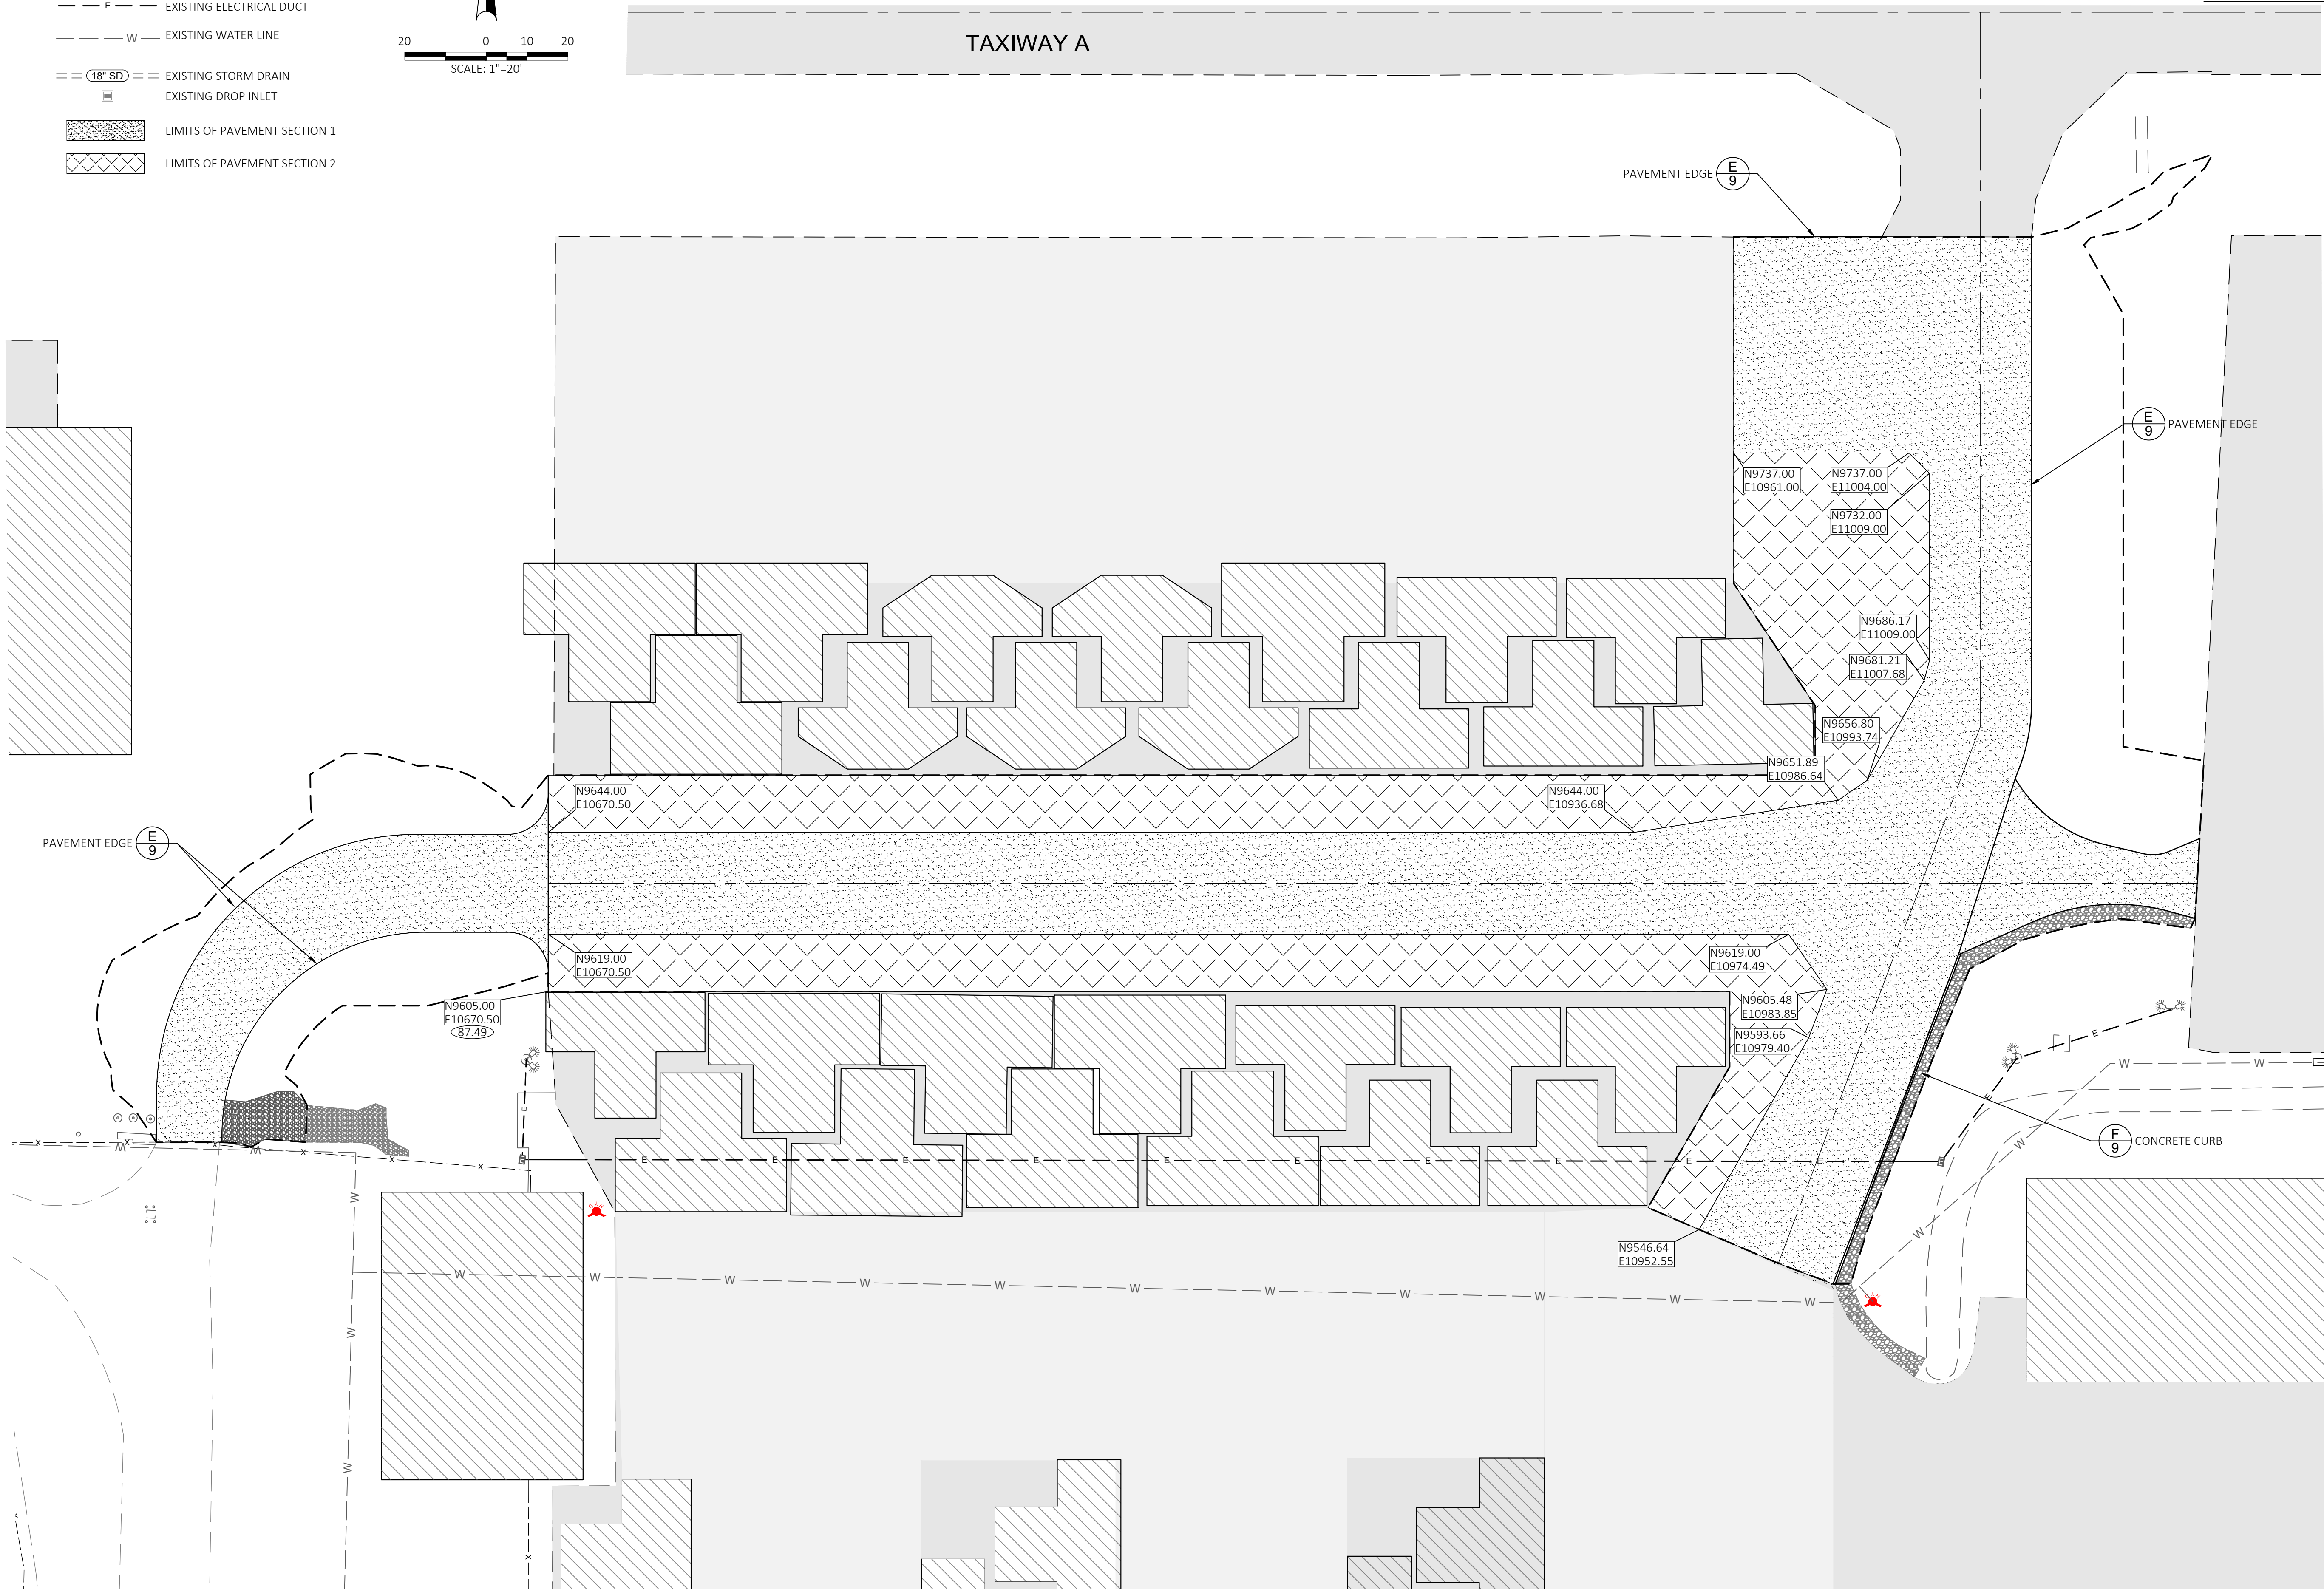 E EXISTING ELECTRICAL DUCT
W EXISTING WATER LINE
18" SD EXISTING STORM DRAIN
EXISTING DROP INLET
LIMITS OF PAVEMENT SECTION 1
LIMITS OF PAVEMENT SECTION 2
20 0 10 20
SCALE: 1"=20'
TAXIWAY A
PAVEMENT EDGE
E
9
E
9
PAVEMENT EDGE
N9737.00
E10961.00
N9737.00
E11004.00
N9732.00
E11009.00
N9686.17
E11009.00
N9681.21
E11007.68
N9656.80
E10993.74
N9651.89
E10986.64
N9644.00
E10670.50
N9644.00
E10936.68
PAVEMENT EDGE
E
9
N9619.00
E10670.50
N9619.00
E10974.49
N9605.00
E10670.50
87.49
N9605.48
E10983.85
N9593.66
E10979.40
E
E
W W
E
E
F
9
CONCRETE CURB
X X W W X X X
E E E E E E E E E E
W
W
W
N9546.64
E10952.55
W W W W W W W W W W W
W
W
X